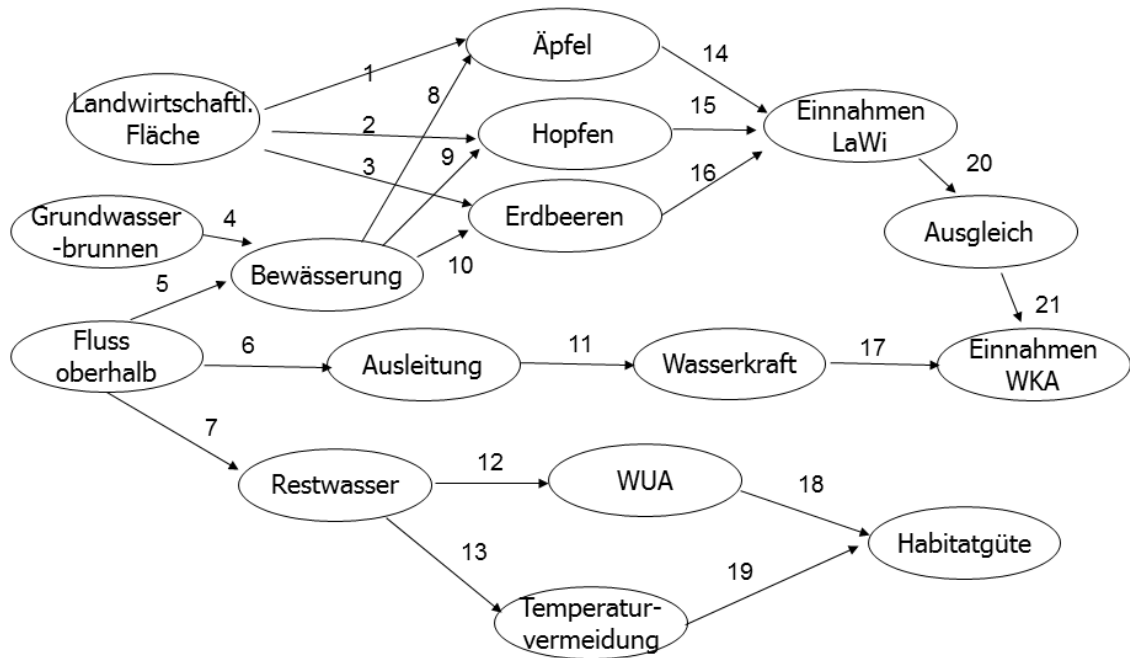 Äpfel
14
1
8
Landwirtschaftl.
Fläche
2
Hopfen
15
Einnahmen
LaWi
9
3
16
20
Grundwasser
-brunnen
4
Erdbeeren
Ausgleich
Bewässerung
10
5
21
Fluss
oberhalb
6
Ausleitung
11
Wasserkraft
17
Einnahmen
WKA
7
Restwasser
12
WUA
18
Habitatgüte
13
19
Temperatur-
vermeidung